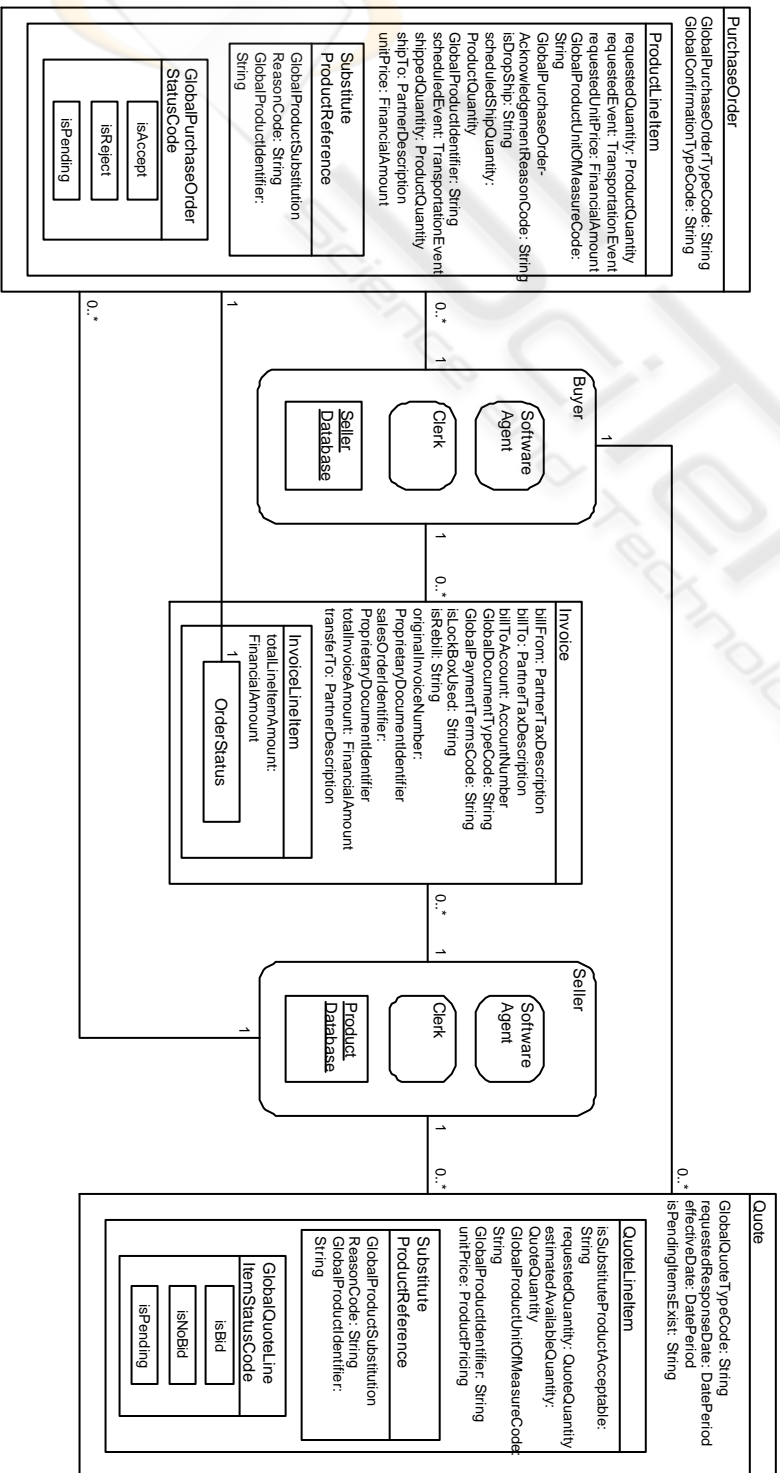 PurchaseOrder
GlobalPurchaseOrderTypeCode: String
GlobalConfirmationTypeCode: String
ProductLineItem
requestedQuantity: ProductQuantity
requestedEvent: TransportationEvent
requestedUnitPrice: FinancialAmount
GlobalProductUnitOfMeasureCode:
String
GlobalPurchaseOrder-
AcknowledgementReasonCode: String
isDropShip: String
scheduledShipQuantity:
ProductQuantity
GlobalProductIdentifier: String
scheduledEvent: TransportationEvent
shippedQuantity: ProductQuantity
shipTo: PartnerDescription
unitPrice: FinancialAmount
Substitute
ProductReference
GlobalProductSubstitution
ReasonCode: String
GlobalProductIdentifier:
String
GlobalPurchaseOrder
StatusCode
isAccept
isReject
isPending
0..*
1
1
0..*
Buyer
Software
Agent
Clerk
Seller
Database
1
1
0..*
Invoice
billFrom: PartnerTaxDescription
billTo: PartnerTaxDescription
billToAccount: AccountNumber
GlobalDocumentTypeCode: String
GlobalPaymentTermsCode: String
isLockBoxUsed: String
isRebill: String
originalInvoiceNumber:
ProprietaryDocumentIdentifier
salesOrderIdentifier:
ProprietaryDocumentIdentifier
totalInvoiceAmount: FinancialAmount
transferTo: PartnerDescription
InvoiceLineItem
totalLineItemAmount:
FinancialAmount
1
OrderStatus
0..*
1
Seller
Software
Agent
Clerk
Product
Database
1
1
0..*
0..*
Quote
GlobalQuoteTypeCode: String
requestedResponseDate: DatePeriod
effectiveDate: DatePeriod
isPendingItemsExist: String
QuoteLineItem
isSubstituteProductAcceptable:
String
requestedQuantity: QuoteQuantity
estimatedAvailableQuantity:
QuoteQuantity
GlobalProductUnitOfMeasureCode:
String
GlobalProductIdentifier: String
unitPrice: ProductPricing
Substitute
ProductReference
GlobalProductSubstitution
ReasonCode: String
GlobalProductIdentifier:
String
GlobalQuoteLine
ItemStatusCode
isBid
isNoBid
isPending